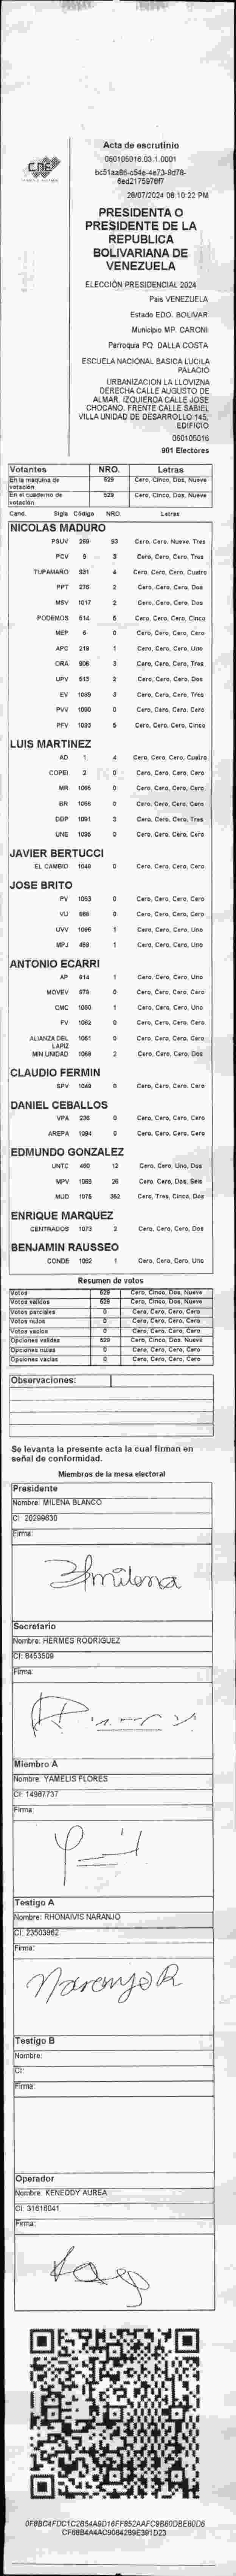 CNE
Acta de escrutinio
060105016.03.1.0001
28/07/2024 08:10:22 PM
PRESIDENTA O
PRESIDENTE DE LA
REPUBLICA
BOLIVARIANA DE
VENEZUELA
ELECCIÓN PRESIDENCIAL 2024
Pais VENEZUELA
Estado EDO. BOLIVAR
Municipio MP. CARONI
Parroquia PQ. DALLA COSTA
ESCUELA NACIONAL BASICA LUCILA
PALACIO
URBANIZACION LA LLOVIZNA
DERECHA CALLE AUGUSTO DE
ALMAR. IZQUIERDA CALLE JOSE
CHOCANO. FRENTE CALLE SABIEL
VILLA UNIDAD DE DESARROLLO 145.
EDIFICIO
060105016
901 Electores
Votantes NRO. Letras
En la maquina de votación 529 Cero, Cinco, Dos, Nueve
En el cuaderno de votación 529 Cero, Cinco, Dos, Nueve
Cand. Sigla Código NRO. Letras
NICOLAS MADURO
PSUV 269 93 Cero, Cero, Nueve, Tres
PCV 3 Cero, Cero, Cero, Tres
TUPAMARO 4 Cero, Cero, Cero, Cuatro
PPT 276 2 Cero, Cero, Cero, Dos
MSV 1017 2 Cero, Cero, Cero, Dos
PODEMOS 514 5 Cero, Cero, Cero, Cinco
MEP 6 0 Cero, Cero, Cero, Cero
APC 219 1 Cero, Cero, Cero, Uno
ORA 908 3 Cero, Cero, Cero, Tres
UPV 513 2 Cero, Cero, Cero, Dos
EV 1089 3 Cero, Cero, Cero, Tres
PVV 1090 0 Cero, Cero, Cero, Cero
PFV 1093 5 Cero, Cero, Cero, Cinco
LUIS MARTINEZ
AD 1 4 Cero, Cero, Cero, Cuatro
COPEI 2 0 Cero, Cero, Cero, Cero
MR 0 Cero, Cero, Cero, Cero
BR 1066 0 Cero, Cero, Cero, Cero
DDP 1091 3 Cero, Cero, Cero, Tres
UNE 1095 0 Cero, Cero, Cero, Cero
JAVIER BERTUCCI
EL CAMBIO 1048 0 Cero, Cero, Cero, Cero
JOSE BRITO
PV 1053 0 Cero, Cero, Cero, Cero
VU 0 Cero, Cero, Cero, Cero
UVV 1096 1 Cero, Cero, Cero, Uno
MPJ 1 Cero, Cero, Cero, Uno
ANTONIO ECARRI
AP 1 Cero, Cero, Cero, Uno
MOVEV 0 Cero, Cero, Cero, Cero
CMC 1050 1 Cero, Cero, Cero, Uno
FV 1062 0 Cero, Cero, Cero, Cero
ALIANZA DEL LAPIZ 1051 0 Cero, Cero, Cero, Cero
MIN UNIDAD 1068 2 Cero, Cero, Cero, Dos
CLAUDIO FERMIN
SPV 1049 0 Cero, Cero, Cero, Cero
DANIEL CEBALLOS
VPA 236 0 Cero, Cero, Cero, Cero
AREPA 1094 0 Cero, Cero, Cero, Cero
EDMUNDO GONZALEZ
UNTC 12 Cero, Cero, Uno, Dos
MPV 1069 26 Cero, Cero, Dos, Seis
MUD 1075 352 Cero, Tres, Cinco, Dos
ENRIQUE MARQUEZ
CENTRADOS 1073 2 Cero, Cero, Cero, Dos
BENJAMIN RAUSSEO
CONDE 1092 1 Cero, Cero, Cero, Uno
Resumen de votos
Votos 529 Cero, Cinco, Dos, Nueve
Votos validos 529 Cero, Cinco, Dos, Nueve
Votos parciales 0 Cero, Cero, Cero, Cero
Votos nulos 0 Cero, Cero, Cero, Cero
Votos vacios 0 Cero, Cero, Cero, Cero
Opciones validas 529 Cero, Cinco, Dos, Nueve
Opciones nulas 0 Cero, Cero, Cero, Cero
Opciones vacias 0 Cero, Cero, Cero, Cero
Observaciones:
Se levanta la presente acta la cual firman en
señal de conformidad.
Miembros de la mesa electoral
Presidente
Nombre: MILENA BLANCO
CI: 20299830
Firma:
milena
Secretario
Nombre: HERMES RODRIGUEZ
CI: 8453509
Firma:
Miembro A
Nombre: YAMELIS FLORES
CI: 14987737
Firma:
Testigo A
Nombre: RHONAIVIS NARANJO
CI: 23503962
Firma:
Naranjo R
Testigo B
Nombre:
CI:
Firma:
Operador
Nombre: KENEDDY AUREA
CI: 31616041
Firma: